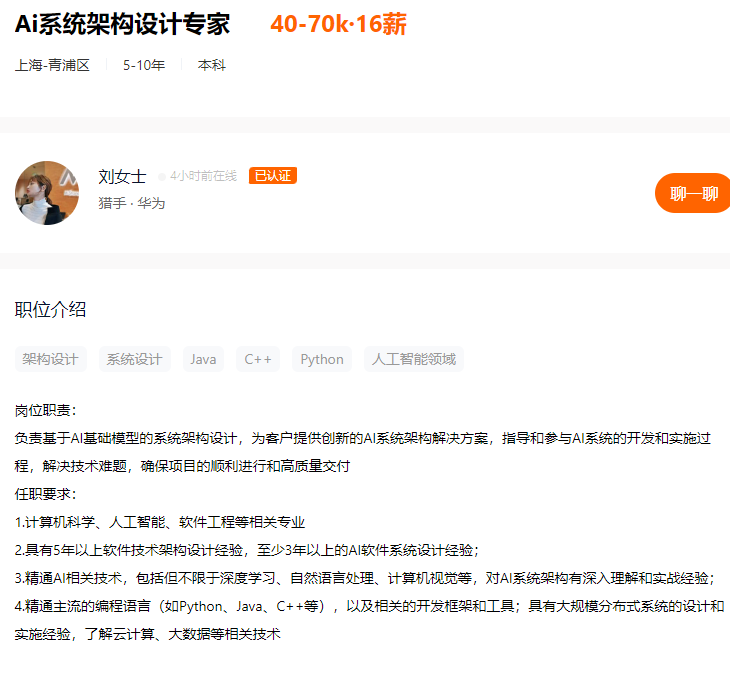 Ai系统架构设计专家 40-70k·16薪
上海-青浦区 5-10年 本科
刘女士 4小时前在线 已认证
猎手 · 华为
聊一聊
职位介绍
架构设计 系统设计 Java C++ Python 人工智能领域
岗位职责：
负责基于AI基础模型的系统架构设计，为客户提供创新的AI系统架构解决方案，指导和参与AI系统的开发和实施过
程，解决技术难题，确保项目的顺利进行和高质量交付
任职要求：
1.计算机科学、人工智能、软件工程等相关专业
2.具有5年以上软件技术架构设计经验，至少3年以上的AI软件系统设计经验；
3.精通AI相关技术，包括但不限于深度学习、自然语言处理、计算机视觉等，对AI系统架构有深入理解和实战经验；
4.精通主流的编程语言（如Python、Java、C++等），以及相关的开发框架和工具；具有大规模分布式系统的设计和
实施经验，了解云计算、大数据等相关技术